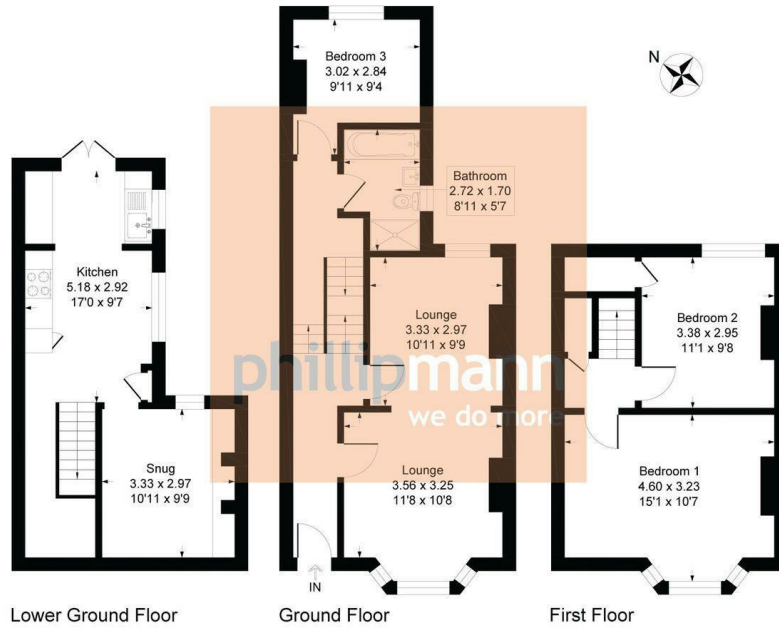 N
Bedroom 3
3.02 x 2.84
9'11 x 9'4
Bathroom
2.72 x 1.70
8'11 x 5'7
Kitchen
5.18 x 2.92
17'0 x 9'7
Lounge
3.33 x 2.97
10'11 x 9'9
Bedroom 2
3.38 x 2.95
11'1 x 9'8
phillipmann
we do more
Snug
3.33 x 2.97
10'11 x 9'9
Lounge
3.56 x 3.25
11'8 x 10'8
Bedroom 1
4.60 x 3.23
15'1 x 10'7
IN
Lower Ground Floor
Ground Floor
First Floor